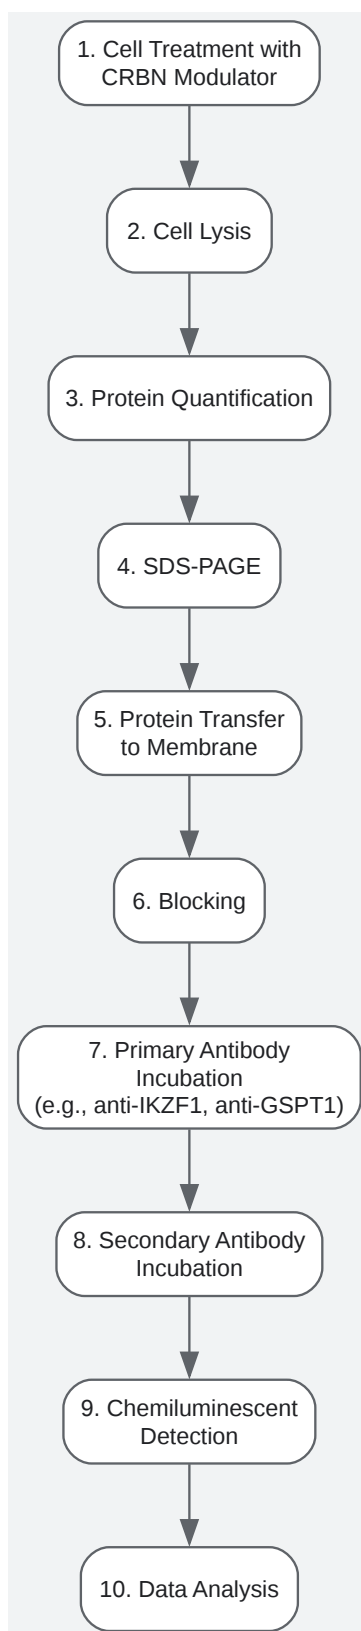 1. Cell Treatment with
CRBN Modulator
2. Cell Lysis
3. Protein Quantification
4. SDS-PAGE
5. Protein Transfer
to Membrane
6. Blocking
7. Primary Antibody
Incubation
(e.g., anti-IKZF1, anti-GSPT1)
8. Secondary Antibody
Incubation
9. Chemiluminescent
Detection
10. Data Analysis